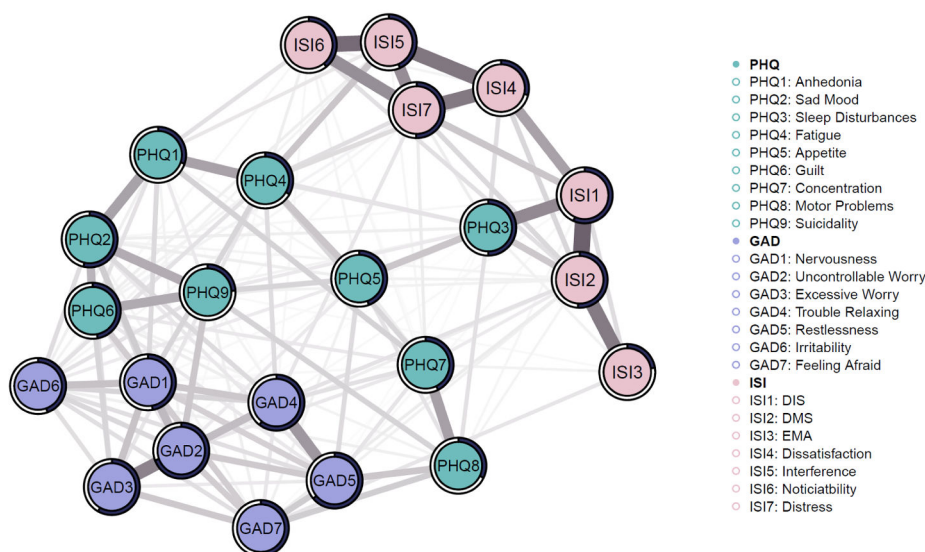 ISI6
ISI5
ISI4
ISI7
PHQ1
PHQ4
ISI1
PHQ3
PHQ2
PHQ5
ISI2
PHQ9
PHQ6
PHQ7
ISI3
GAD6
GAD1
GAD4
GAD2
PHQ8
GAD3
GAD5
GAD7
PHQ
PHQ1: Anhedonia
PHQ2: Sad Mood
PHQ3: Sleep Disturbances
PHQ4: Fatigue
PHQ5: Appetite
PHQ6: Guilt
PHQ7: Concentration
PHQ8: Motor Problems
PHQ9: Suicidality
GAD
GAD1: Nervousness
GAD2: Uncontrollable Worry
GAD3: Excessive Worry
GAD4: Trouble Relaxing
GAD5: Restlessness
GAD6: Irritability
GAD7: Feeling Afraid
ISI
ISI1: DIS
ISI2: DMS
ISI3: EMA
ISI4: Dissatisfaction
ISI5: Interference
ISI6: Noticiatbility
ISI7: Distress